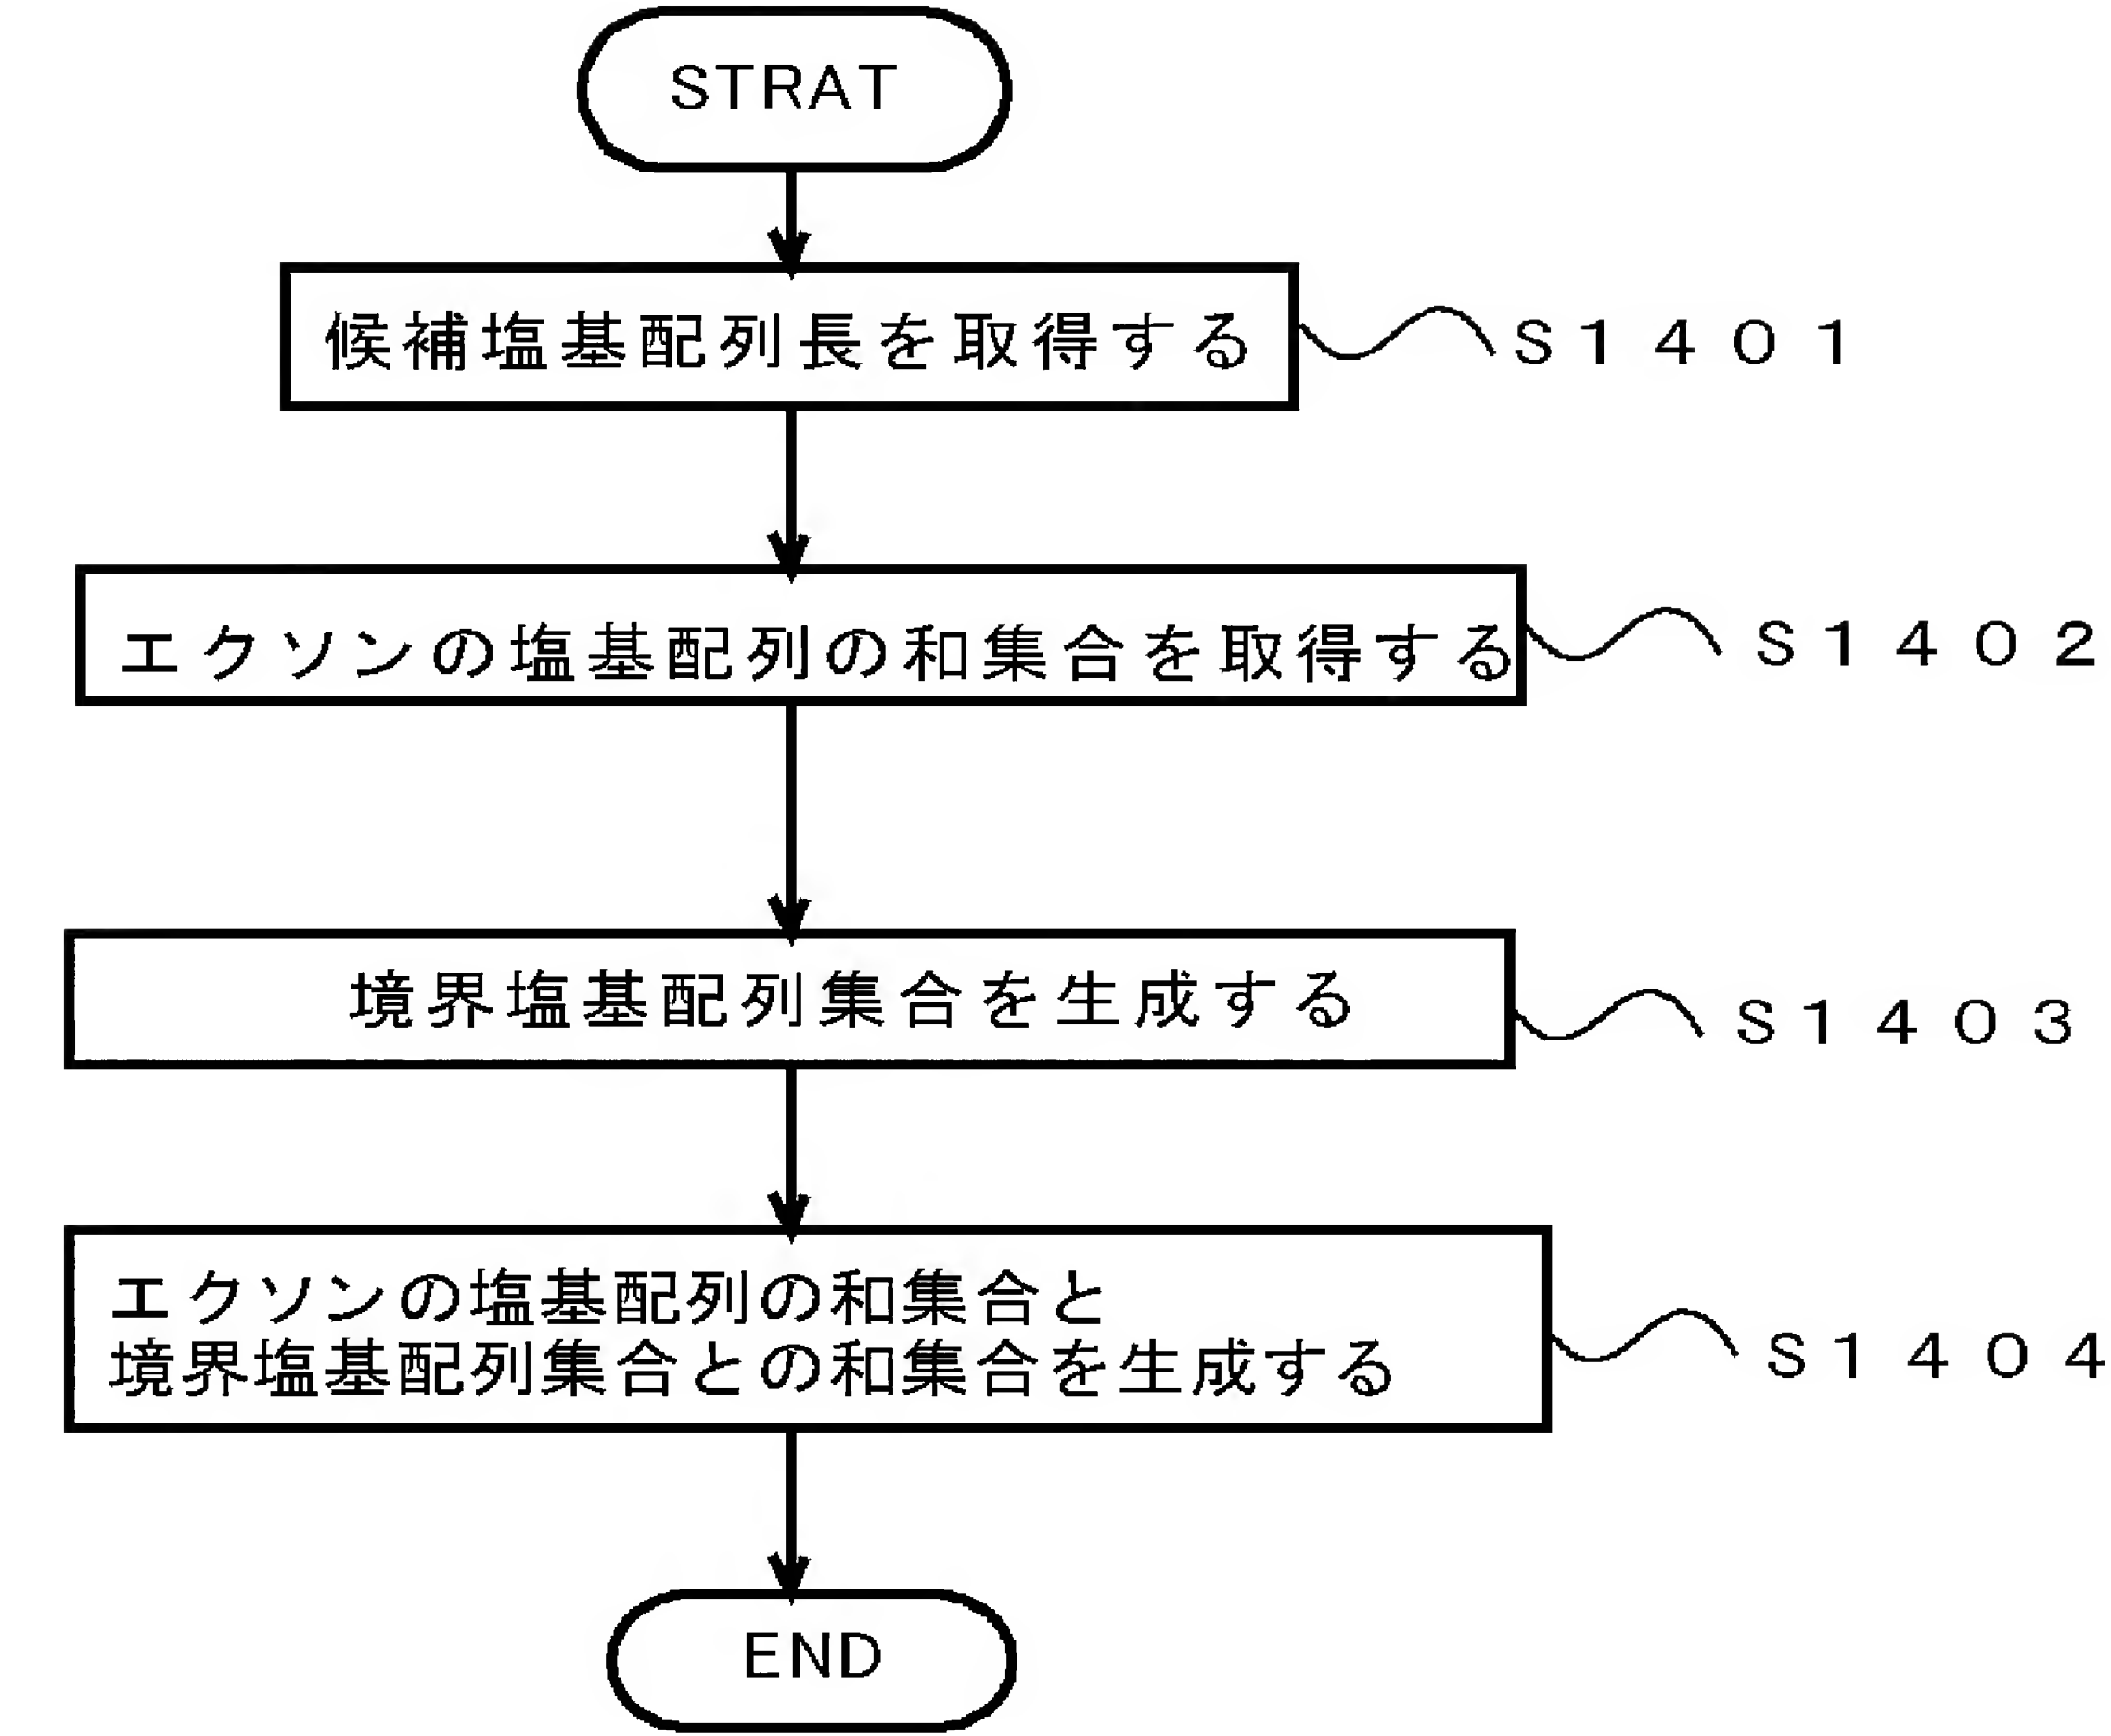 STRAT
候補塩基配列長を取得する
S1401
エクソンの塩基配列の和集合を取得する
S1402
境界塩基配列集合を生成する
S1403
エクソンの塩基配列の和集合と
境界塩基配列集合との和集合を生成する
S1404
END